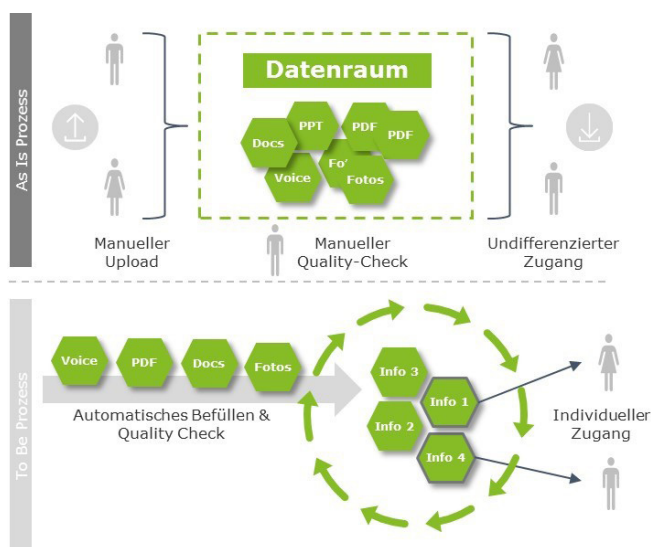 As Is Prozess
Datenraum
Docs
PPT
PDF
PDF
Voice
Fo
Fotos
Manueller
Upload
Manueller
Quality-Check
Undifferenzierter
Zugang
To Be Prozess
Voice
PDF
Docs
Fotos
Automatisches Befüllen &
Quality Check
Info 3
Info 1
Info 2
Info 4
Individueller
Zugang